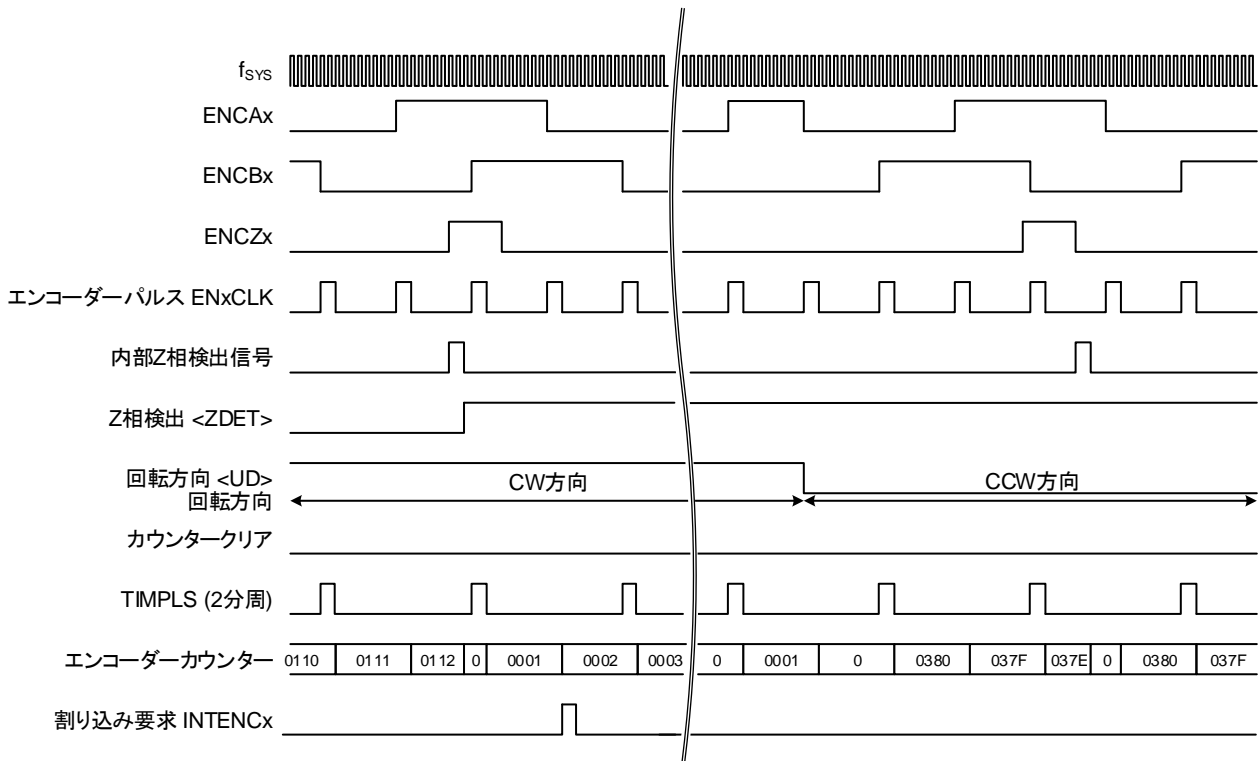 fSYS
ENCAx
ENCBx
ENCZx
エンコーダーパルス ENxCLK
内部Z相検出信号
Z相検出 <ZDET>
回転方向 <UD>
回転方向
CW方向
CCW方向
カウンタークリア
TIMPLS (2分周)
エンコーダーカウンター 0110 0111 0112 0 0001 0002 0003 0 0001 0 0380 037F 037E 0 0380 037F
割り込み要求 INTENCx